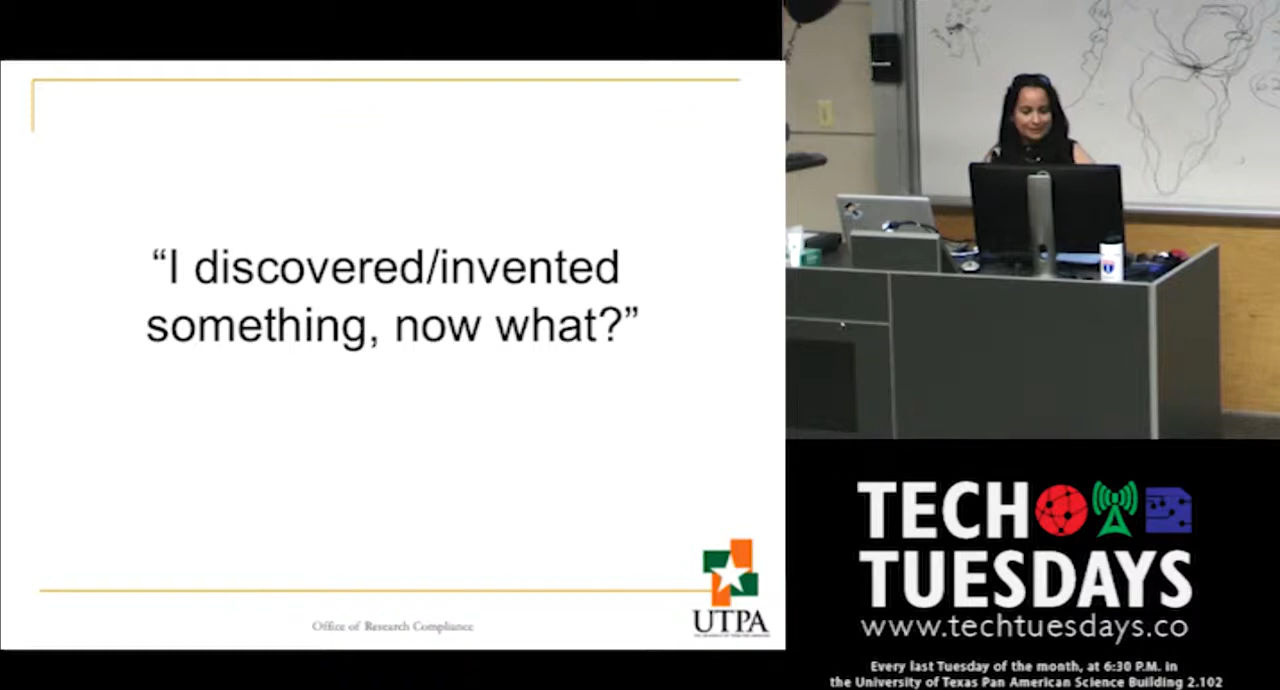 “I discovered/invented
something, now what?”
Office of Research Compliance
UTPA
TECH
TUESDAYS
www.techtuesdays.co
Every last Tuesday of the month, at 6:30 P.M. in
the University of Texas Pan American Science Building 2.102